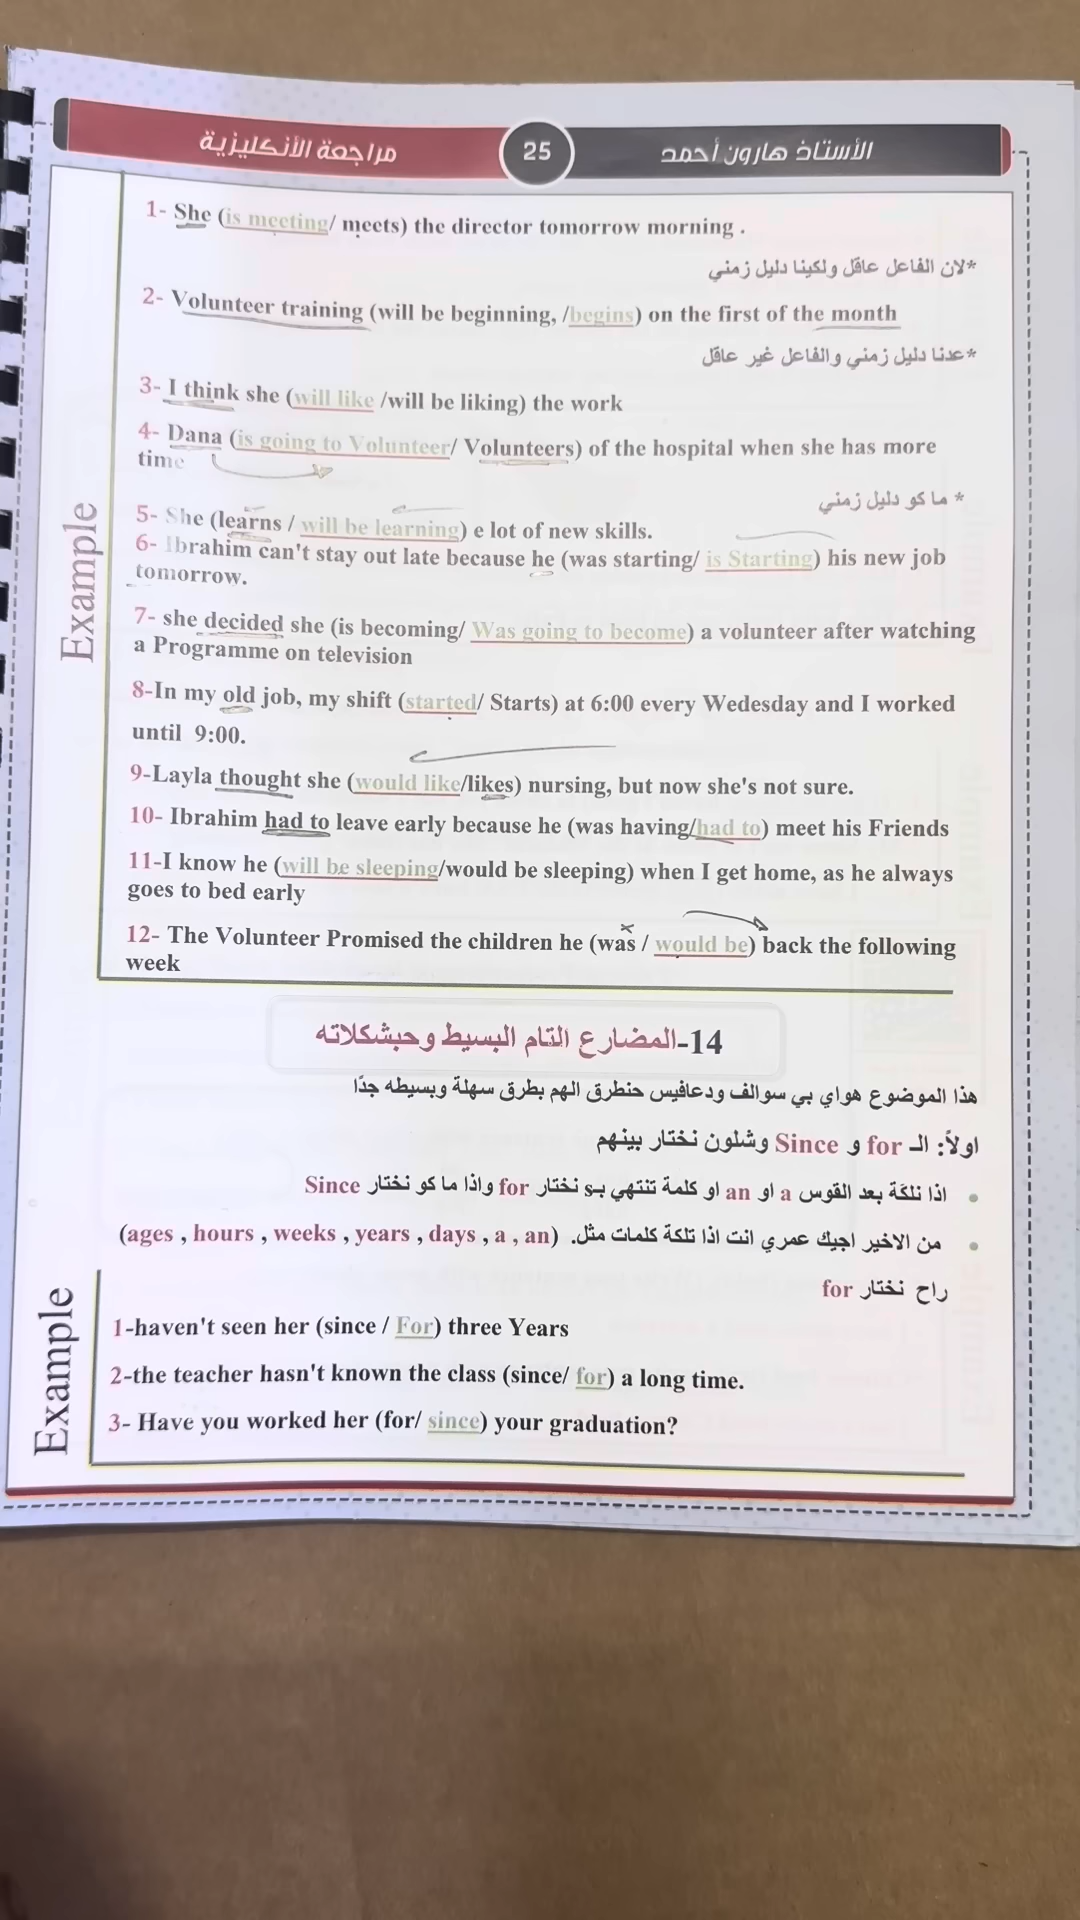 مراجعة الأنكليزية 25 الأستاذ هارون أحمد
1- She (is meeting/ meets) the director tomorrow morning .
*لان الفاعل عاقل ولكينا دليل زمني
2- Volunteer training (will be beginning, /begins) on the first of the month
*عدنا دليل زمني والفاعل غير عاقل
3- I think she (will like /will be liking) the work
4- Dana (is going to Volunteer/ Volunteers) of the hospital when she has more
time
* ما كو دليل زمني
5- She (learns / will be learning) e lot of new skills.
6- Ibrahim can't stay out late because he (was starting/ is Starting) his new job
tomorrow.
7- she decided she (is becoming/ Was going to become) a volunteer after watching
a Programme on television
8-In my old job, my shift (started/ Starts) at 6:00 every Wedesday and I worked
until 9:00.
9-Layla thought she (would like/likes) nursing, but now she's not sure.
10- Ibrahim had to leave early because he (was having/had to) meet his Friends
11-I know he (will be sleeping/would be sleeping) when I get home, as he always
goes to bed early
12- The Volunteer Promised the children he (was / would be) back the following
week
Example
14-المضارع التام البسيط وحبشكلاته
هذا الموضوع هواي بي سوالف ودعافيس حنطرق الهم بطرق سهلة وبسيطه جدًا
اولاً: الـ for و Since وشلون نختار بينهم
• اذا نلكَة بعد القوس a او an او كلمة تنتهي بـs نختار for واذا ما كو نختار Since
• من الاخير اجيك عمري انت اذا تلكة كلمات مثل. (ages , hours , weeks , years , days , a , an)
راح نختار for
Example
1-haven't seen her (since / For) three Years
2-the teacher hasn't known the class (since/ for) a long time.
3- Have you worked her (for/ since) your graduation?